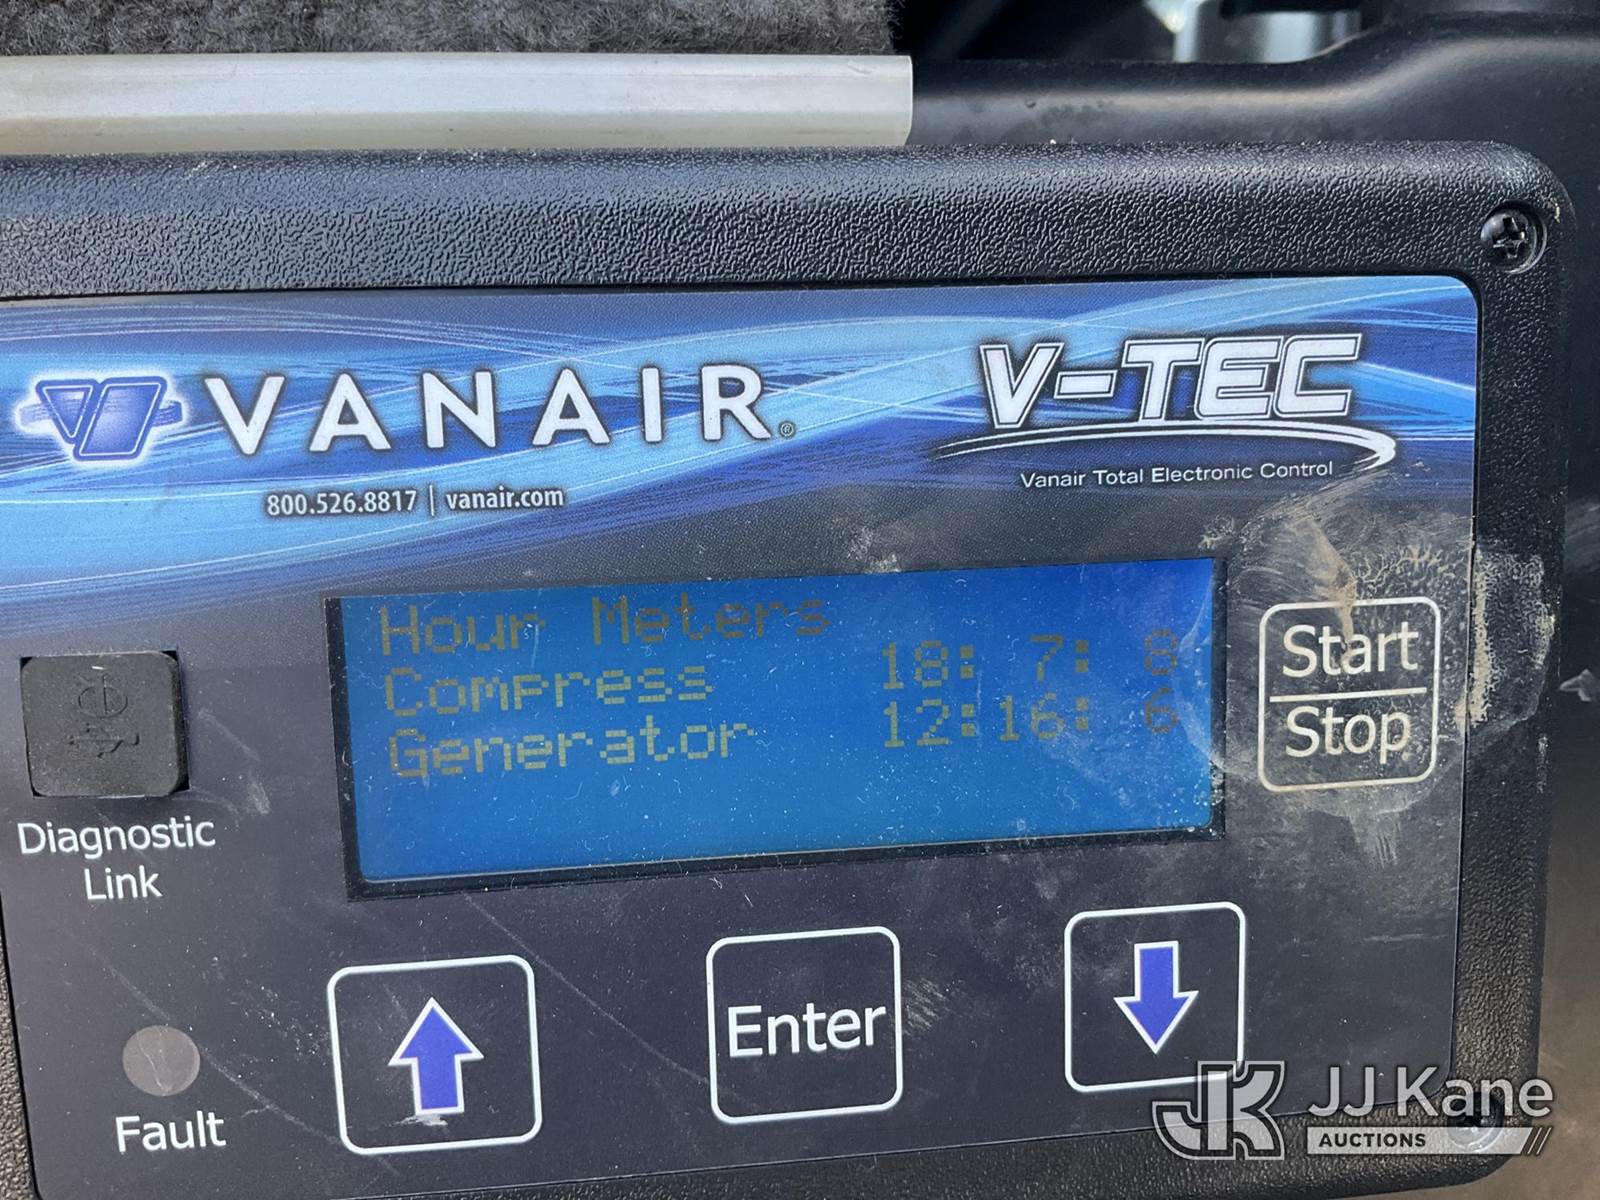 VANAIR®
V-TEC
Vanair Total Electronic Control
800.526.8817 | vanair.com
Hour Meters
Compress 18: 7: 8
Generator 12:16: 6
Start
Stop
Diagnostic
Link
Enter
Fault
JK JJ Kane
AUCTIONS